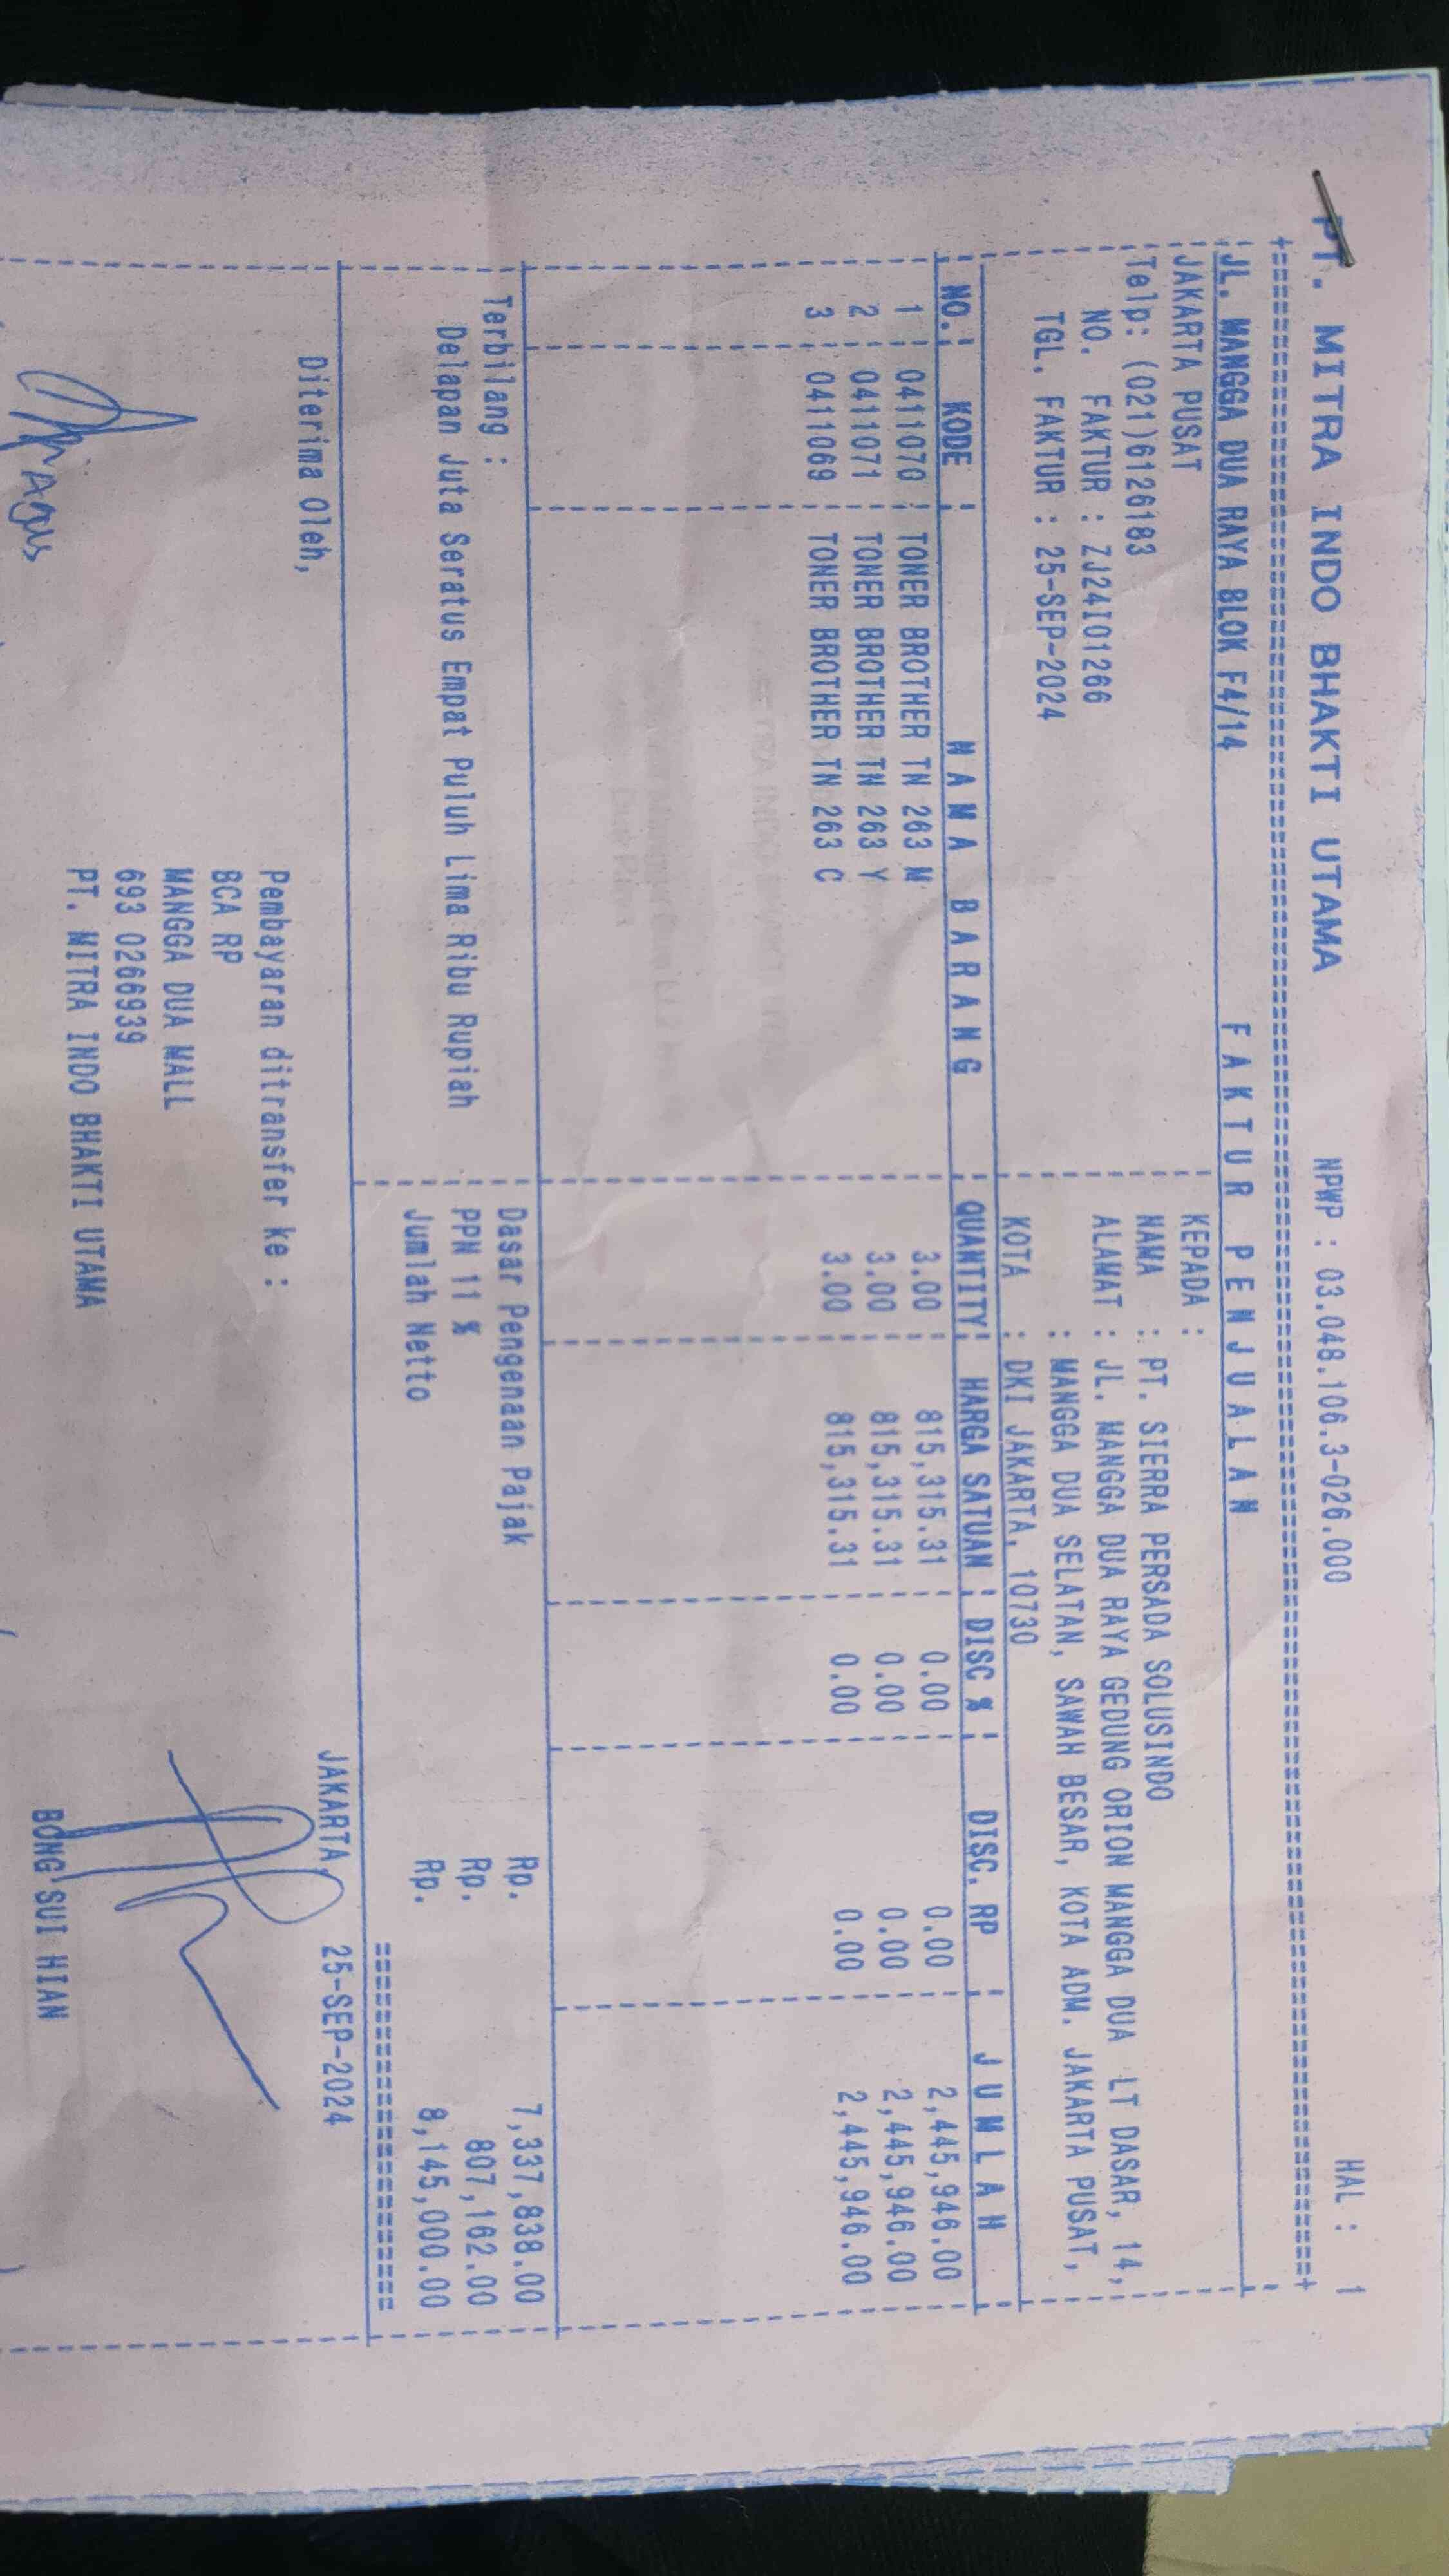 PT. MITRA INDO BHAKTI UTAMA NPWP : 03.048.106.3-026.000 HAL : 1
JL. MANGGA DUA RAYA BLOK F4/14 FAKTUR PENJUALAN
JAKARTA PUSAT KEPADA :
Telp: (021)6126183 NAMA : PT. SIERRA PERSADA SOLUSINDO
NO. FAKTUR : ZJ24I01266 ALAMAT : JL. MANGGA DUA RAYA GEDUNG ORION MANGGA DUA LT DASAR, 14,
TGL. FAKTUR : 25-SEP-2024 : MANGGA DUA SELATAN, SAWAH BESAR, KOTA ADM. JAKARTA PUSAT,
KOTA : DKI JAKARTA, 10730
NO. KODE NAMA BARANG QUANTITY HARGA SATUAN DISC % DISC. RP JUMLAH
1 0411070 TONER BROTHER TN 263 M 3.00 815,315.31 0.00 0.00 2,445,946.00
2 0411071 TONER BROTHER TN 263 Y 3.00 815,315.31 0.00 0.00 2,445,946.00
3 0411069 TONER BROTHER TN 263 C 3.00 815,315.31 0.00 0.00 2,445,946.00
Terbilang : Dasar Pengenaan Pajak Rp. 7,337,838.00
Delapan Juta Seratus Empat Puluh Lima Ribu Rupiah PPN 11 % Rp. 807,162.00
Jumlah Netto Rp. 8,145,000.00
Diterima Oleh, JAKARTA, 25-SEP-2024
Pembayaran ditransfer ke :
BCA RP
MANGGA DUA MALL
693 0266939
PT. MITRA INDO BHAKTI UTAMA
BONG SUI HIAN